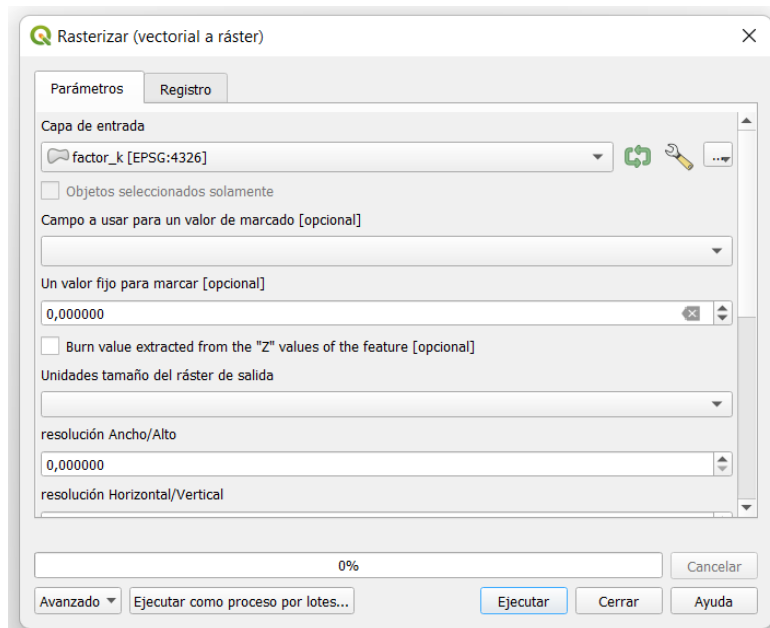 Rasterizar (vectorial a ráster)
Parámetros
Registro
Capa de entrada
factor_k [EPSG:4326]
...
Objetos seleccionados solamente
Campo a usar para un valor de marcado [opcional]
Un valor fijo para marcar [opcional]
0,000000
Burn value extracted from the "Z" values of the feature [opcional]
Unidades tamaño del ráster de salida
resolución Ancho/Alto
0,000000
resolución Horizontal/Vertical
0%
Cancelar
Avanzado
Ejecutar como proceso por lotes...
Ejecutar
Cerrar
Ayuda